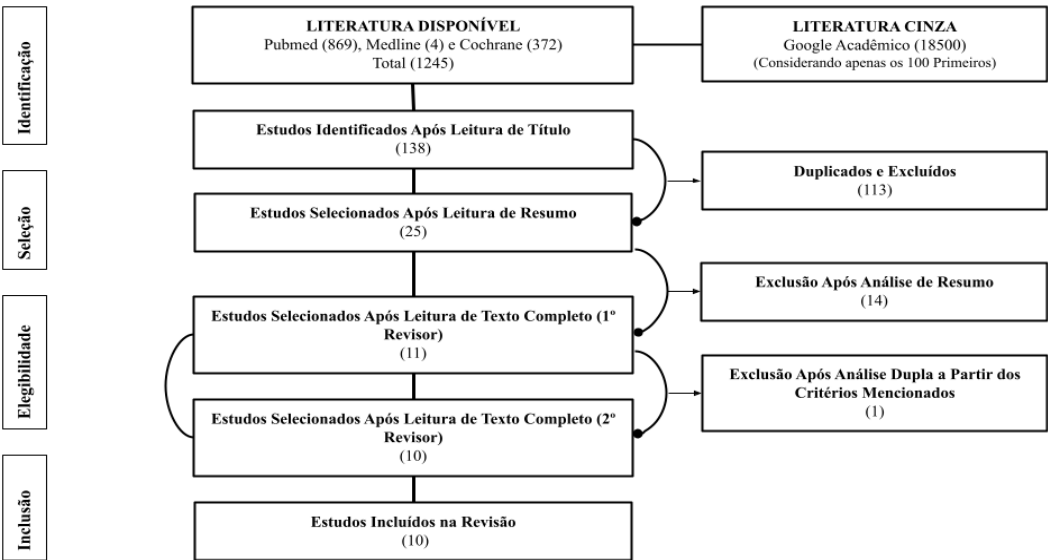 Identificação
LITERATURA DISPONÍVEL
Pubmed (869), Medline (4) e Cochrane (372)
Total (1245)
LITERATURA CINZA
Google Acadêmico (18500)
(Considerando apenas os 100 Primeiros)
Estudos Identificados Após Leitura de Título
(138)
Duplicados e Excluídos
(113)
Seleção
Estudos Selecionados Após Leitura de Resumo
(25)
Exclusão Após Análise de Resumo
(14)
Elegibilidade
Estudos Selecionados Após Leitura de Texto Completo (1º
Revisor)
(11)
Exclusão Após Análise Dupla a Partir dos
Critérios Mencionados
(1)
Estudos Selecionados Após Leitura de Texto Completo (2º
Revisor)
(10)
Inclusão
Estudos Incluídos na Revisão
(10)